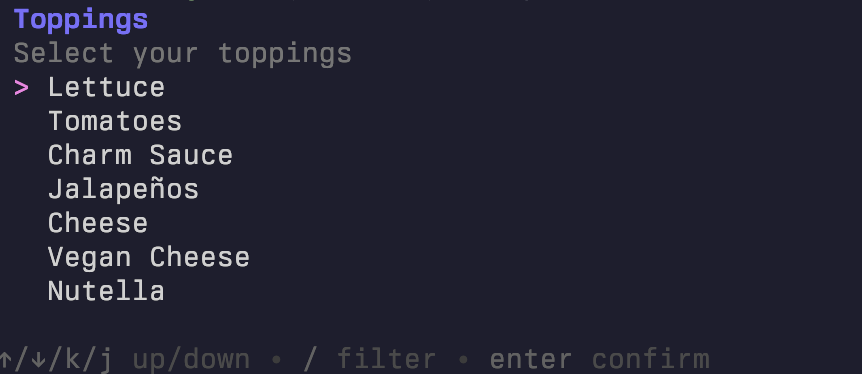 Toppings
Select your toppings
> Lettuce
Tomatoes
Charm Sauce
Jalapeños
Cheese
Vegan Cheese
Nutella
↑/↓/k/j up/down • / filter • enter confirm